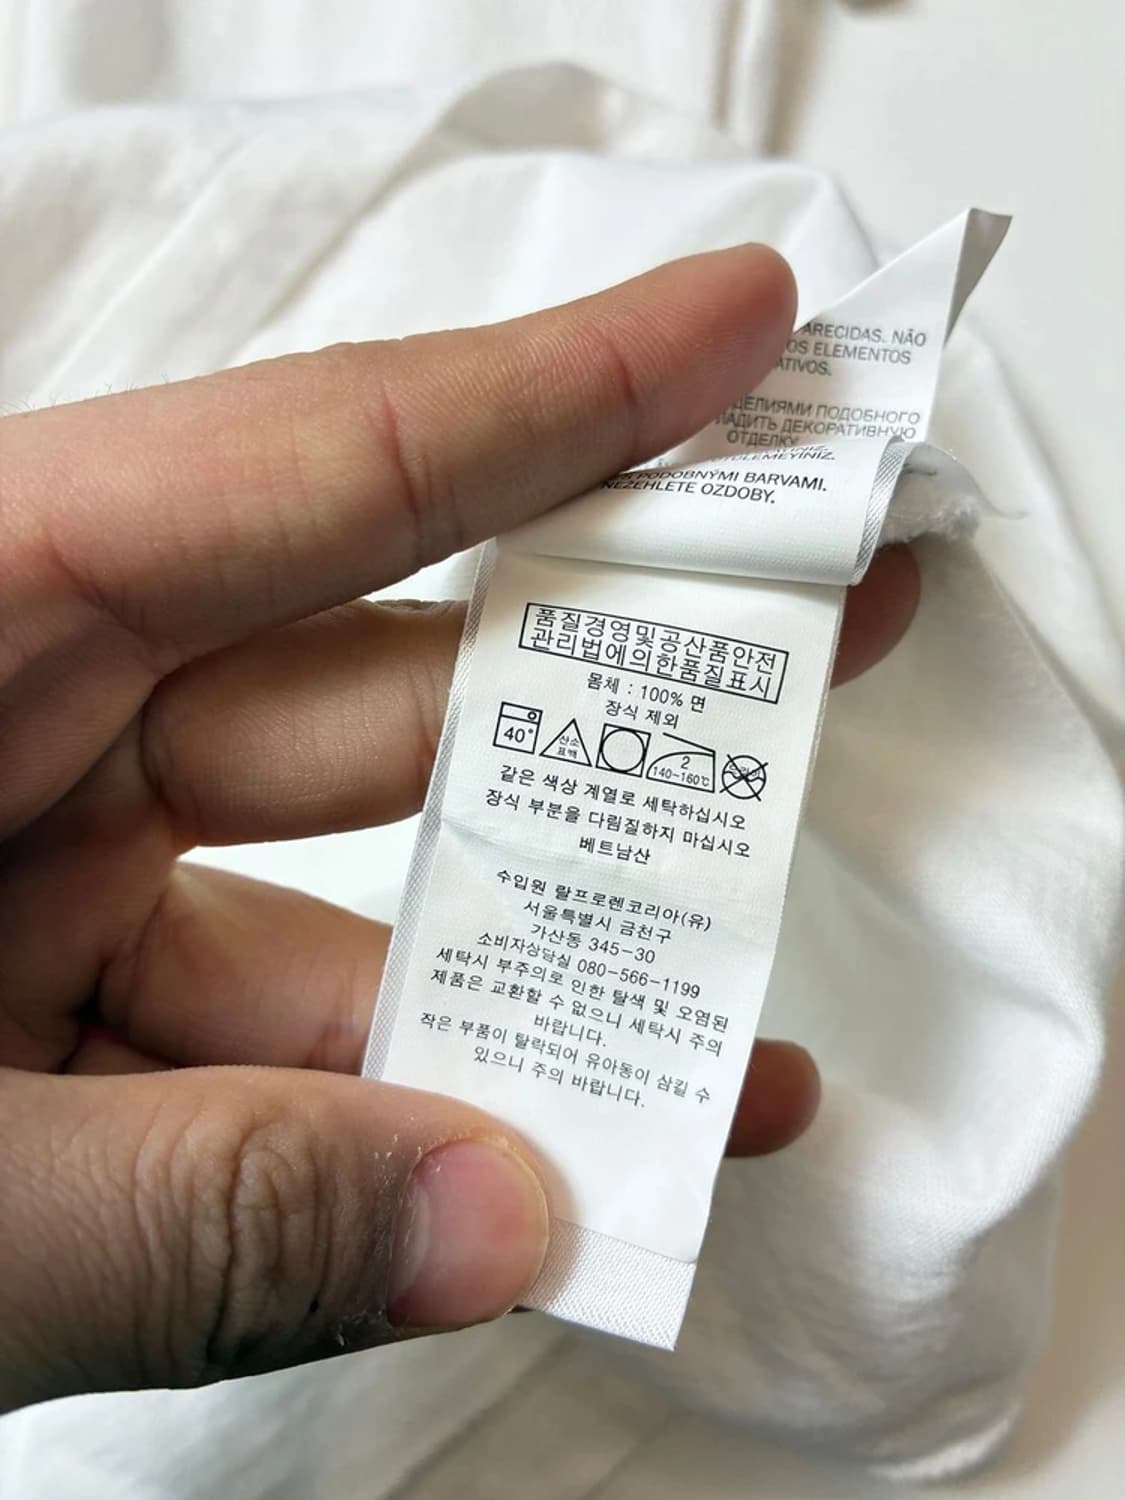 ARECIDAS. NÃO
OS ELEMENTOS
ATIVOS.
ДЕЛИЯМИ ПОДОБНОГО
ЛАДИТЬ ДЕКОРАТИВНУЮ
ОТДЕЛКУ
ÜTÜLEMEYİNİZ.
PODOBNÝMI BARVAMI.
NEŽEHLETE OZDOBY.
품질경영및공산품안전
관리법에의한품질표시
몸체 : 100% 면
장식 제외
40° 산소 표백 2 140-160℃ 드라이
같은 색상 계열로 세탁하십시오
장식 부분을 다림질하지 마십시오
베트남산
수입원 랄프로렌코리아(유)
서울특별시 금천구
가산동 345-30
소비자상담실 080-566-1199
세탁시 부주의로 인한 탈색 및 오염된
제품은 교환할 수 없으니 세탁시 주의
바랍니다.
작은 부품이 탈락되어 유아동이 삼킬 수
있으니 주의 바랍니다.